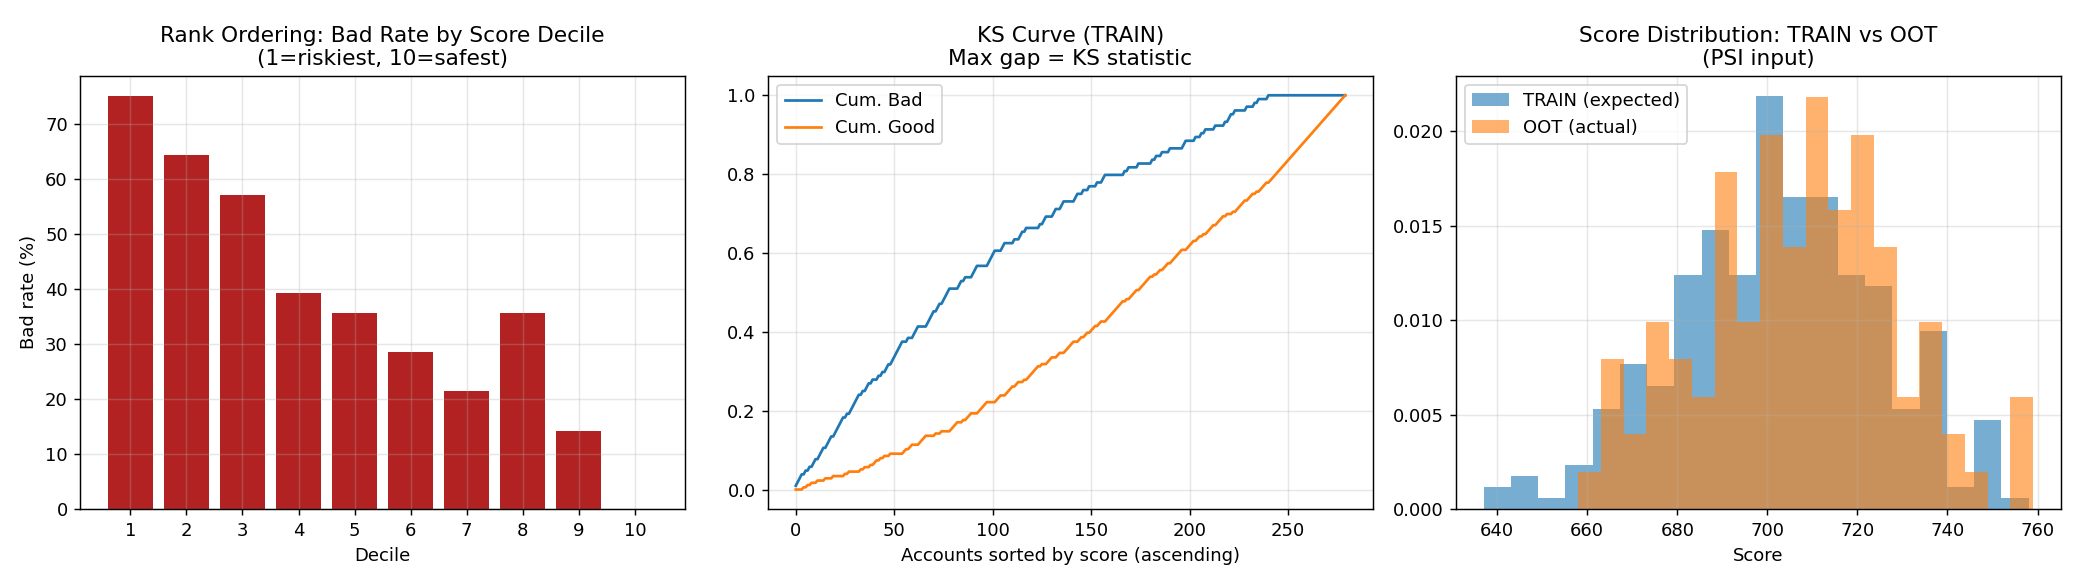 Rank Ordering: Bad Rate by Score Decile
(1=riskiest, 10=safest)
Bad rate (%)
70
60
50
40
30
20
10
0
1 2 3 4 5 6 7 8 9 10
Decile
KS Curve (TRAIN)
Max gap = KS statistic
Cum. Bad
Cum. Good
1.0
0.8
0.6
0.4
0.2
0.0
0 50 100 150 200 250
Accounts sorted by score (ascending)
Score Distribution: TRAIN vs OOT
(PSI input)
TRAIN (expected)
OOT (actual)
0.020
0.015
0.010
0.005
0.000
640 660 680 700 720 740 760
Score